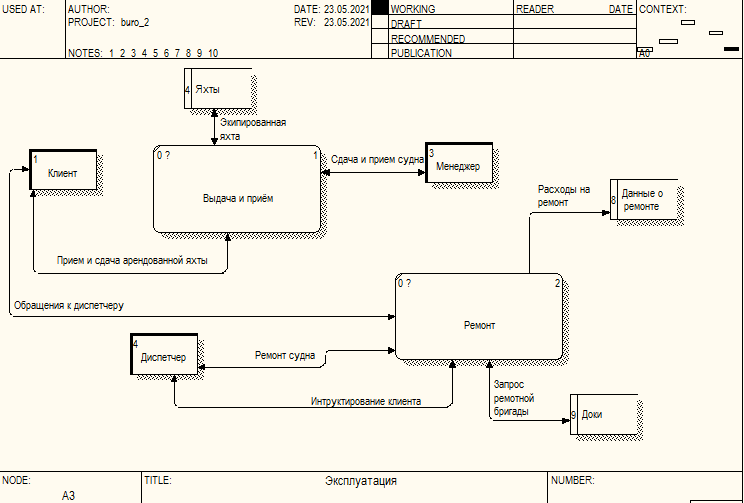 USED AT:
AUTHOR:
DATE: 23.05.2021
WORKING
READER
DATE
CONTEXT:
PROJECT: buro_2
REV: 23.05.2021
DRAFT
RECOMMENDED
NOTES: 1 2 3 4 5 6 7 8 9 10
PUBLICATION
A0
4 Яхты
Экипированная
яхта
1
Клиент
0 ?
1
Выдача и приём
Сдача и прием судна
3
Менеджер
Расходы на
ремонт
8
Данные о
ремонте
Прием и сдача арендованной яхты
0 ?
2
Ремонт
Обращения к диспетчеру
4
Диспетчер
Ремонт судна
Интруктирование клиента
Запрос
ремотной
бригады
9 Доки
NODE:
A3
TITLE:
Эксплуатация
NUMBER: